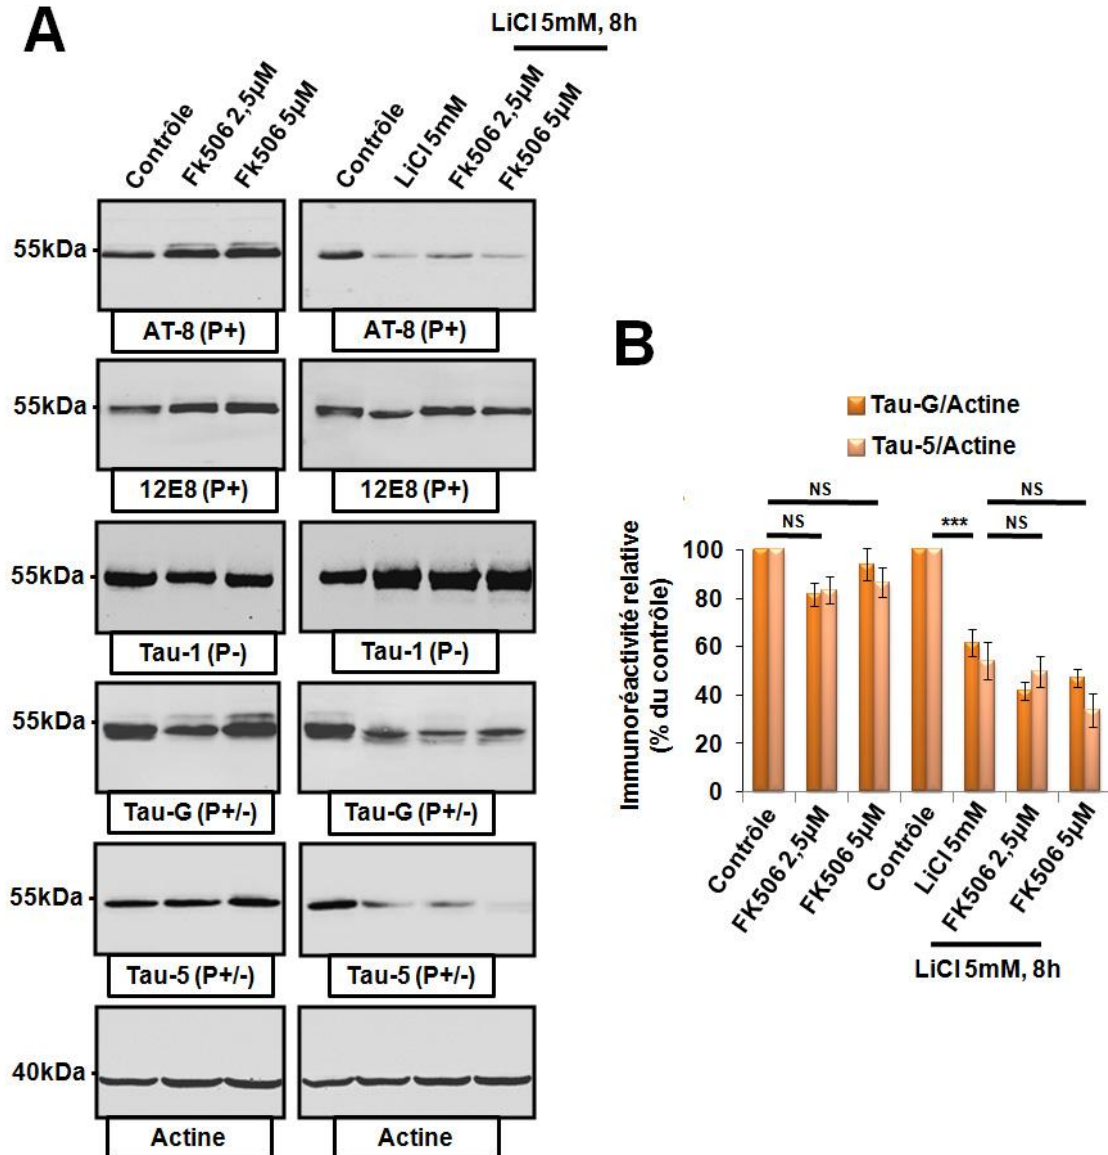 A
LiCl 5mM, 8h
Contrôle
Fk506 2,5µM
Fk506 5µM
Contrôle
LiCl 5mM
Fk506 2,5µM
Fk506 5µM
55kDa
AT-8 (P+)
AT-8 (P+)
55kDa
12E8 (P+)
12E8 (P+)
55kDa
Tau-1 (P-)
Tau-1 (P-)
55kDa
Tau-G (P+/-)
Tau-G (P+/-)
55kDa
Tau-5 (P+/-)
Tau-5 (P+/-)
40kDa
Actine
Actine
B
Tau-G/Actine
Tau-5/Actine
NS
NS
NS
***
NS
Immunoréactivité relative
(% du contrôle)
100
80
60
40
20
0
Contrôle
FK506 2,5µM
FK506 5µM
Contrôle
LiCl 5mM
FK506 2,5µM
FK506 5µM
LiCl 5mM, 8h